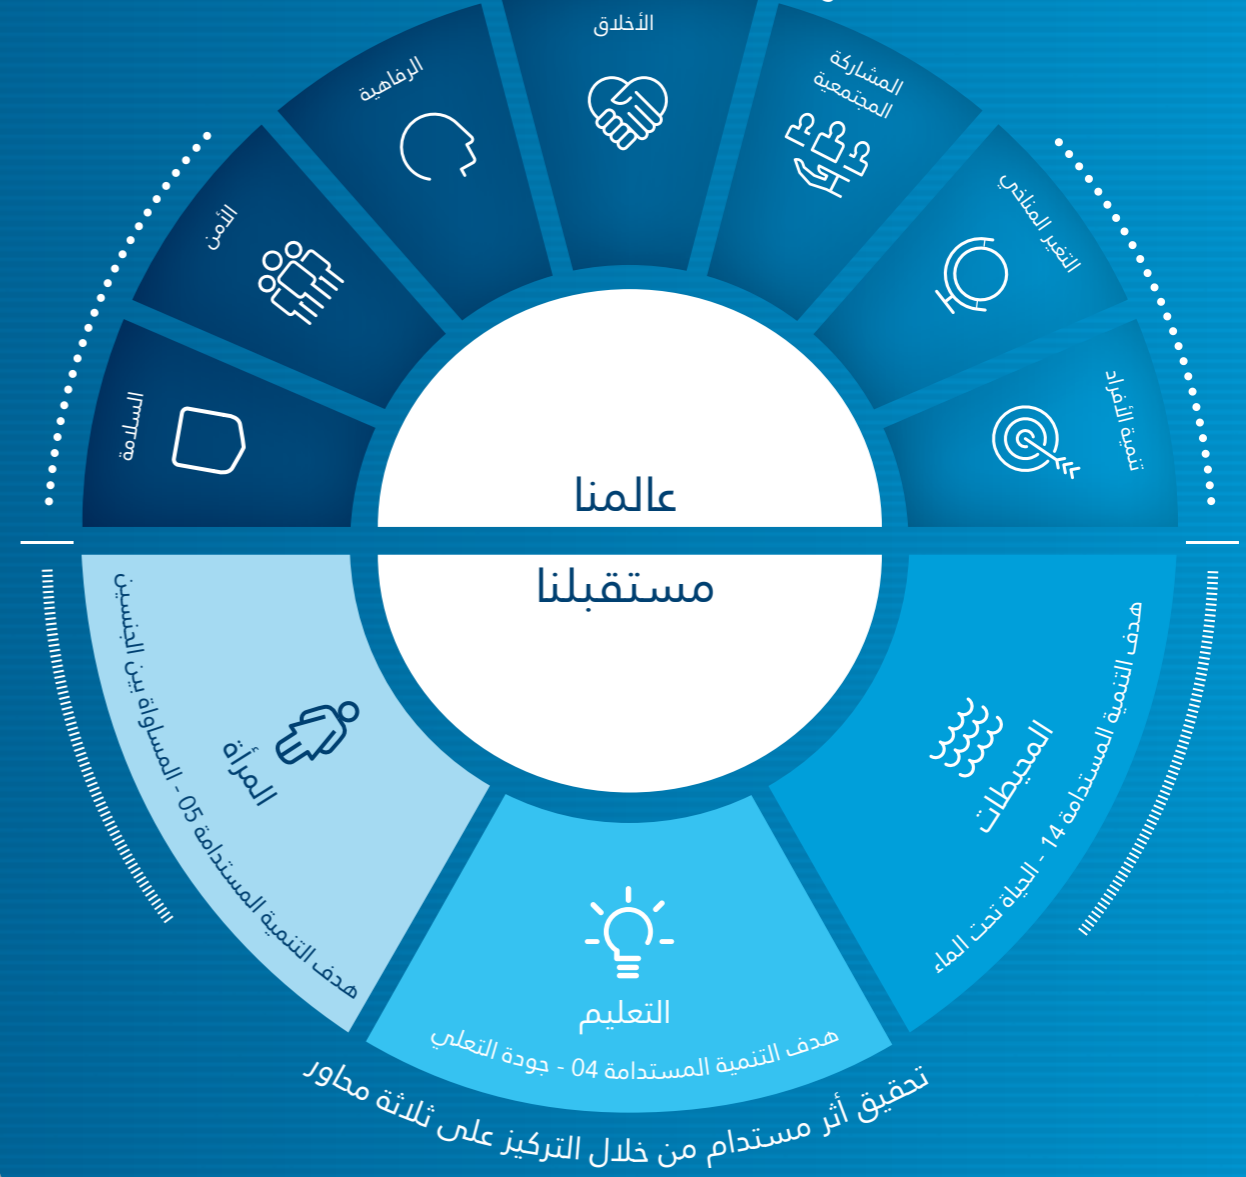 الأخلاق
المشاركة
المجتمعية
التغير المناخي
تنمية الأفراد
الرفاهية
الأمن
السلامة
عالمنا
مستقبلنا
المحيطات
هدف التنمية المستدامة 14 - الحياة تحت الماء
التعليم
هدف التنمية المستدامة 04 - جودة التعلي
المرأة
هدف التنمية المستدامة 05 - المساواة بين الجنسين
تحقيق أثر مستدام من خلال التركيز على ثلاثة محاور